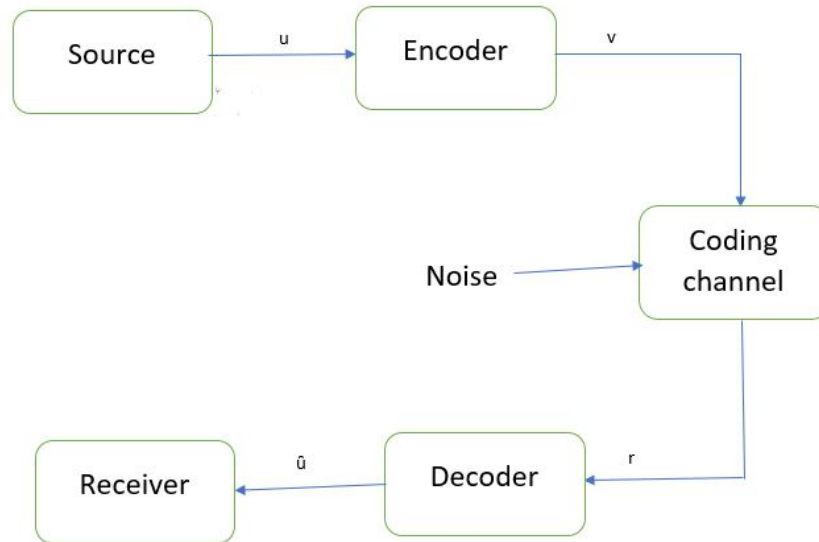 Source
u
Encoder
v
Coding
channel
Noise
r
Decoder
û
Receiver